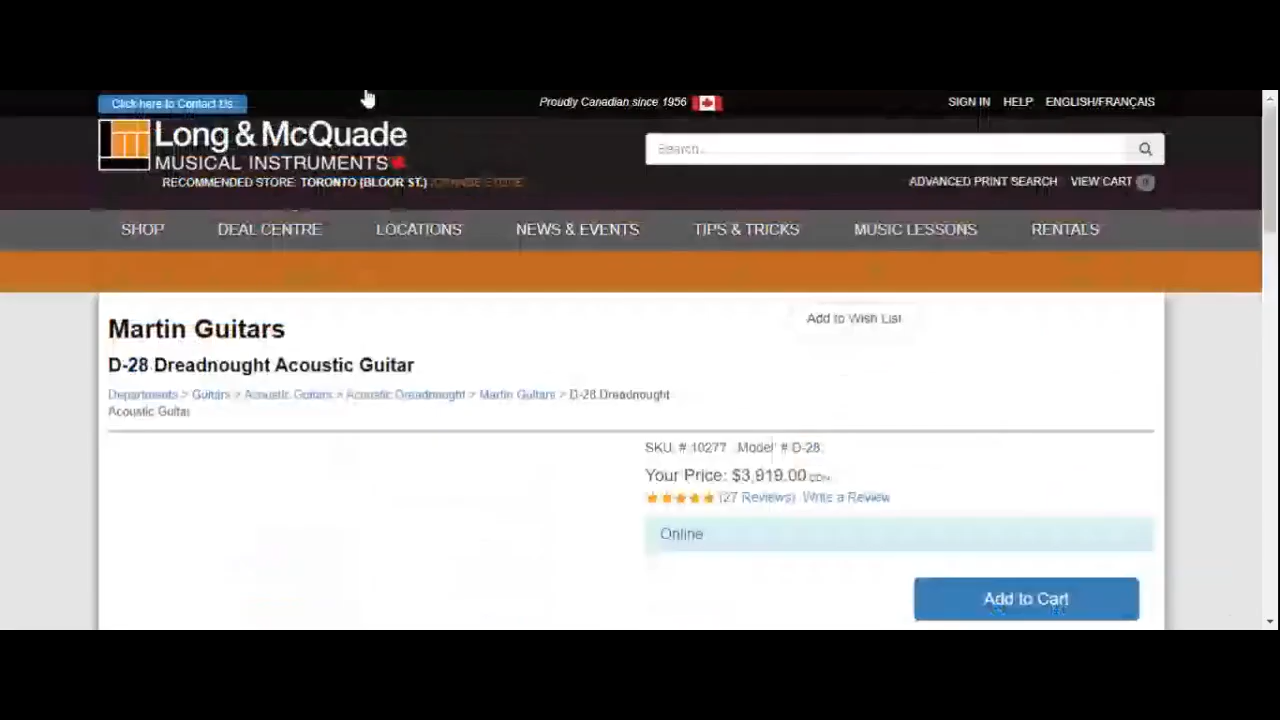 Click here to Contact Us
Proudly Canadian since 1956
SIGN IN HELP ENGLISH/FRANÇAIS
Long & McQuade
MUSICAL INSTRUMENTS
Search...
RECOMMENDED STORE: TORONTO (BLOOR ST.) CHANGE STORE
ADVANCED PRINT SEARCH VIEW CART
SHOP DEAL CENTRE LOCATIONS NEWS & EVENTS TIPS & TRICKS MUSIC LESSONS RENTALS
Martin Guitars
Add to Wish List
D-28 Dreadnought Acoustic Guitar
Departments > Guitars > Acoustic Guitars > Acoustic Dreadnought > Martin Guitars > D-28 Dreadnought
Acoustic Guitar
SKU: # 10277 Model # D-28
Your Price: $3,919.00 CDN
(27 Reviews) Write a Review
Online
Add to Cart